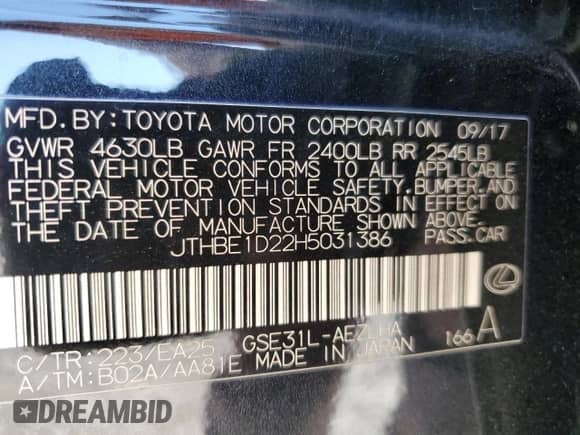 MFD. BY: TOYOTA MOTOR CORPORATION 09/17
GVWR 4630LB GAWR FR 2400LB RR 2545LB
THIS VEHICLE CONFORMS TO ALL APPLICABLE
FEDERAL MOTOR VEHICLE SAFETY, BUMPER, AND
THEFT PREVENTION STANDARDS IN EFFECT ON
THE DATE OF MANUFACTURE SHOWN ABOVE.
JTHBE1D22H5031386 PASS.CAR
C/TR: 223/EA25 GSE31L-AEZLHA
A/TM: B02A/AA81E MADE IN JAPAN 166 A
DREAMBID